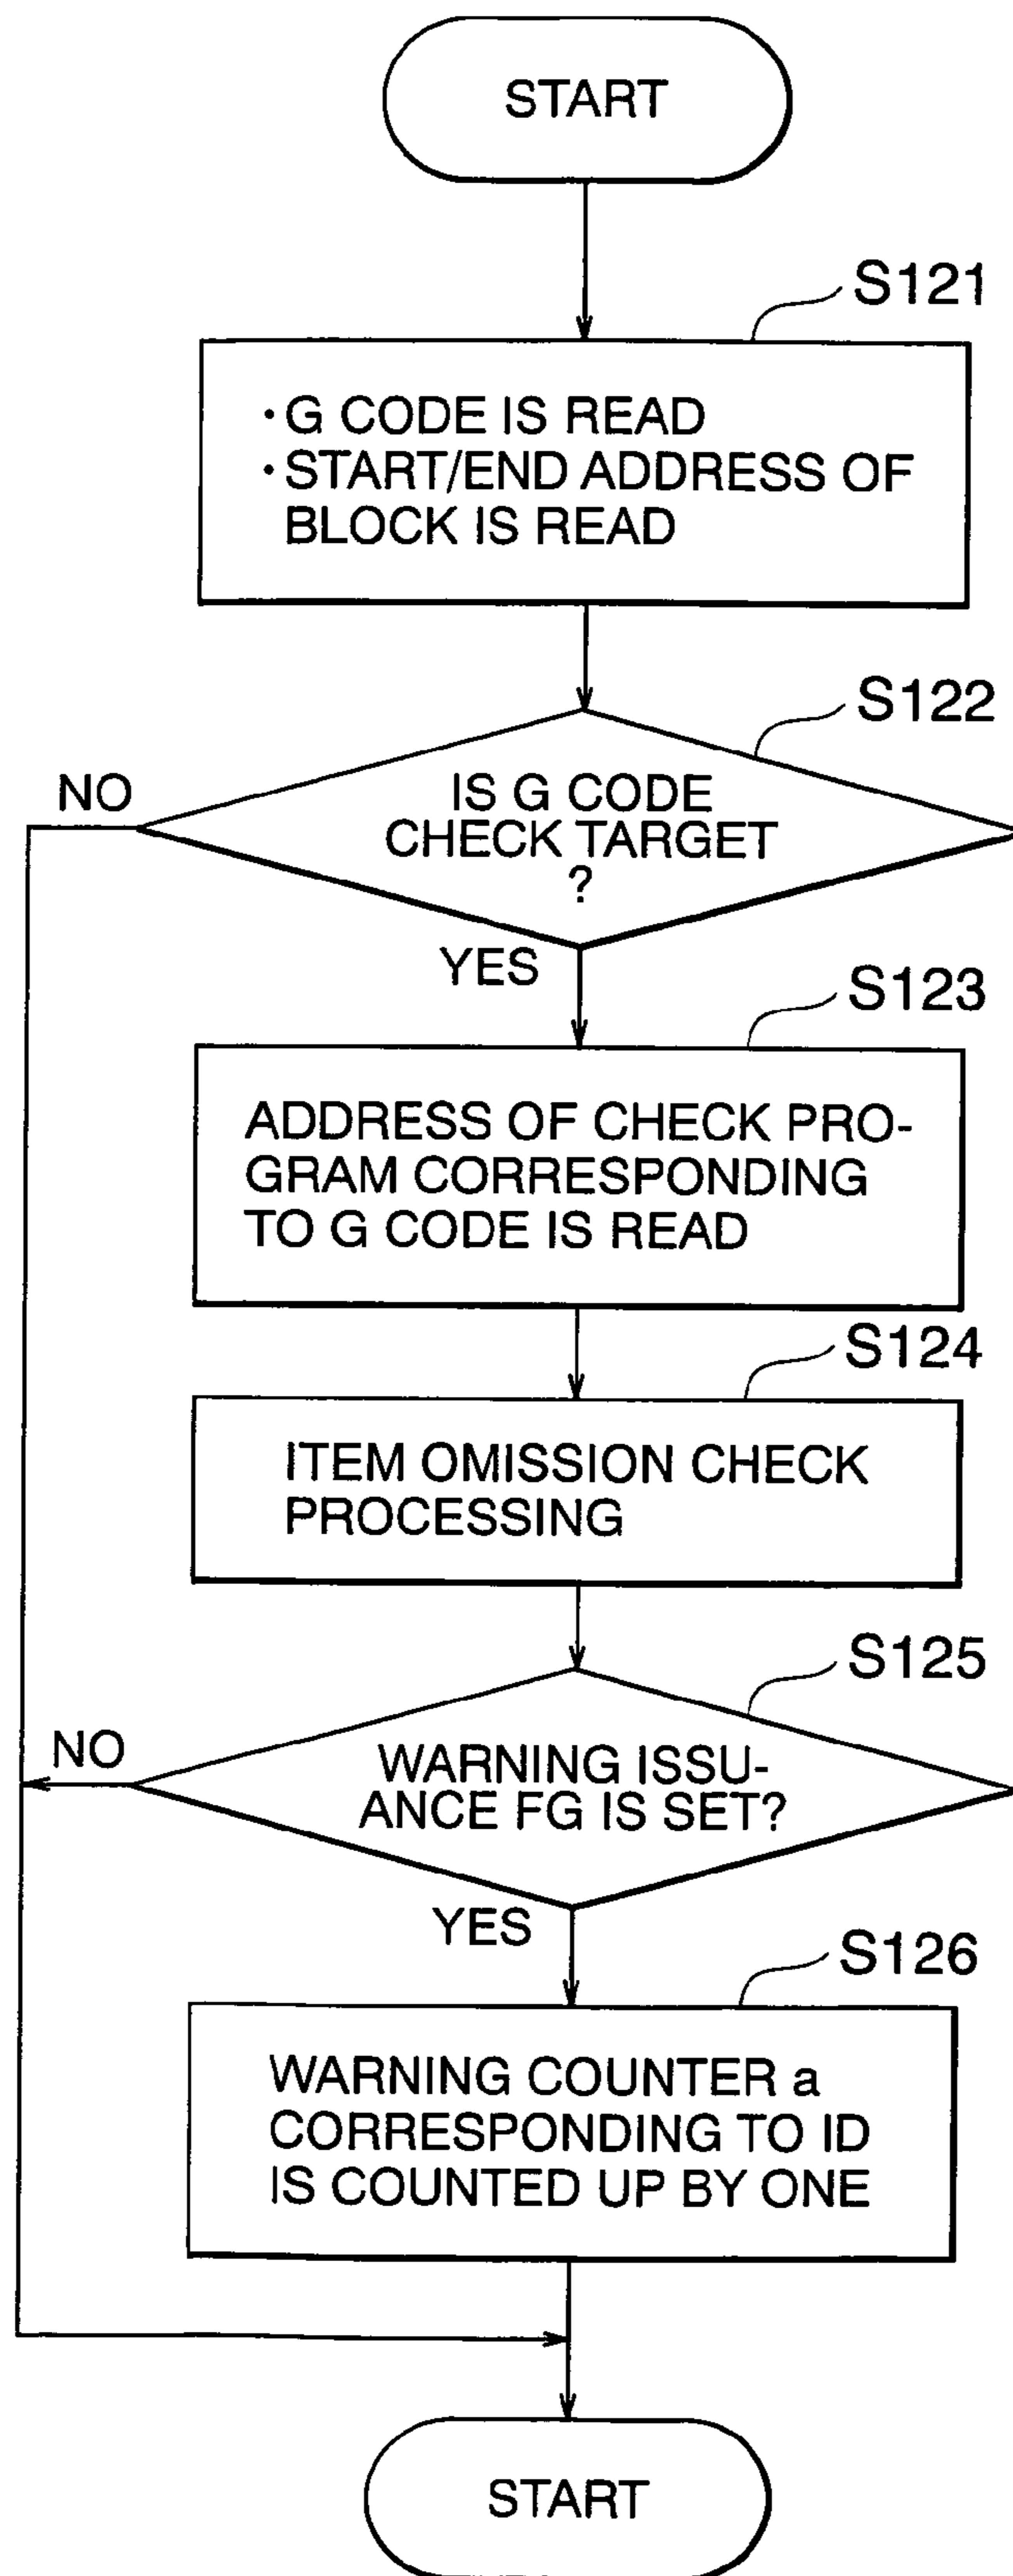 START
S121
· G CODE IS READ
· START/END ADDRESS OF
BLOCK IS READ
S122
NO
IS G CODE
CHECK TARGET
?
YES
S123
ADDRESS OF CHECK PRO-
GRAM CORRESPONDING
TO G CODE IS READ
S124
ITEM OMISSION CHECK
PROCESSING
S125
NO
WARNING ISSU-
ANCE FG IS SET?
YES
S126
WARNING COUNTER a
CORRESPONDING TO ID
IS COUNTED UP BY ONE
START